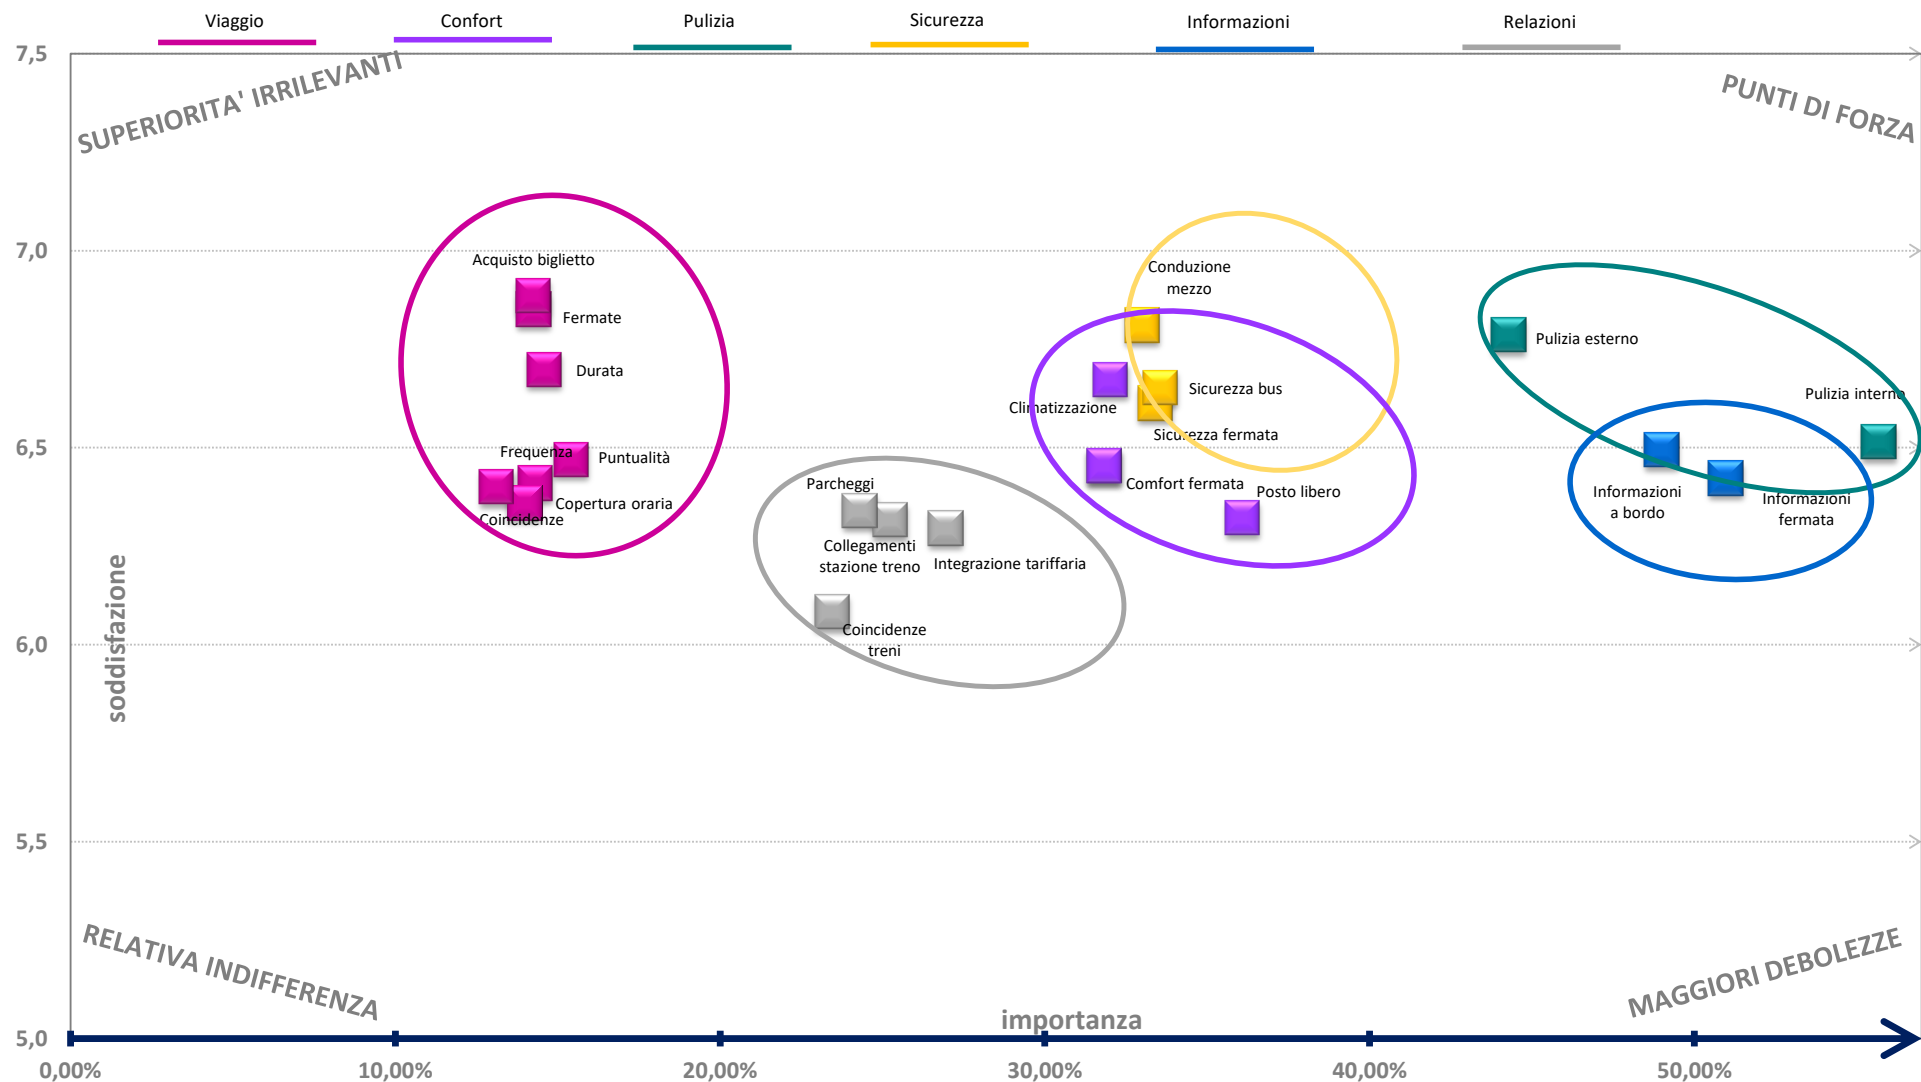 Viaggio
Confort
Pulizia
Sicurezza
Informazioni
Relazioni
7,5
SUPERIORITA' IRRILEVANTI
PUNTI DI FORZA
7,0
Acquisto biglietto
Fermate
Durata
Conduzione
mezzo
Pulizia esterno
Sicurezza bus
Pulizia interno
Climatizzazione
Sicurezza fermata
6,5
Frequenza
Puntualità
Copertura oraria
Coincidenze
Parcheggi
Comfort fermata
Posto libero
Informazioni
a bordo
Informazioni
fermata
Collegamenti
stazione treno
Integrazione tariffaria
Coincidenze
treni
6,0
soddisfazione
5,5
RELATIVA INDIFFERENZA
MAGGIORI DEBOLEZZE
importanza
5,0
0,00%
10,00%
20,00%
30,00%
40,00%
50,00%